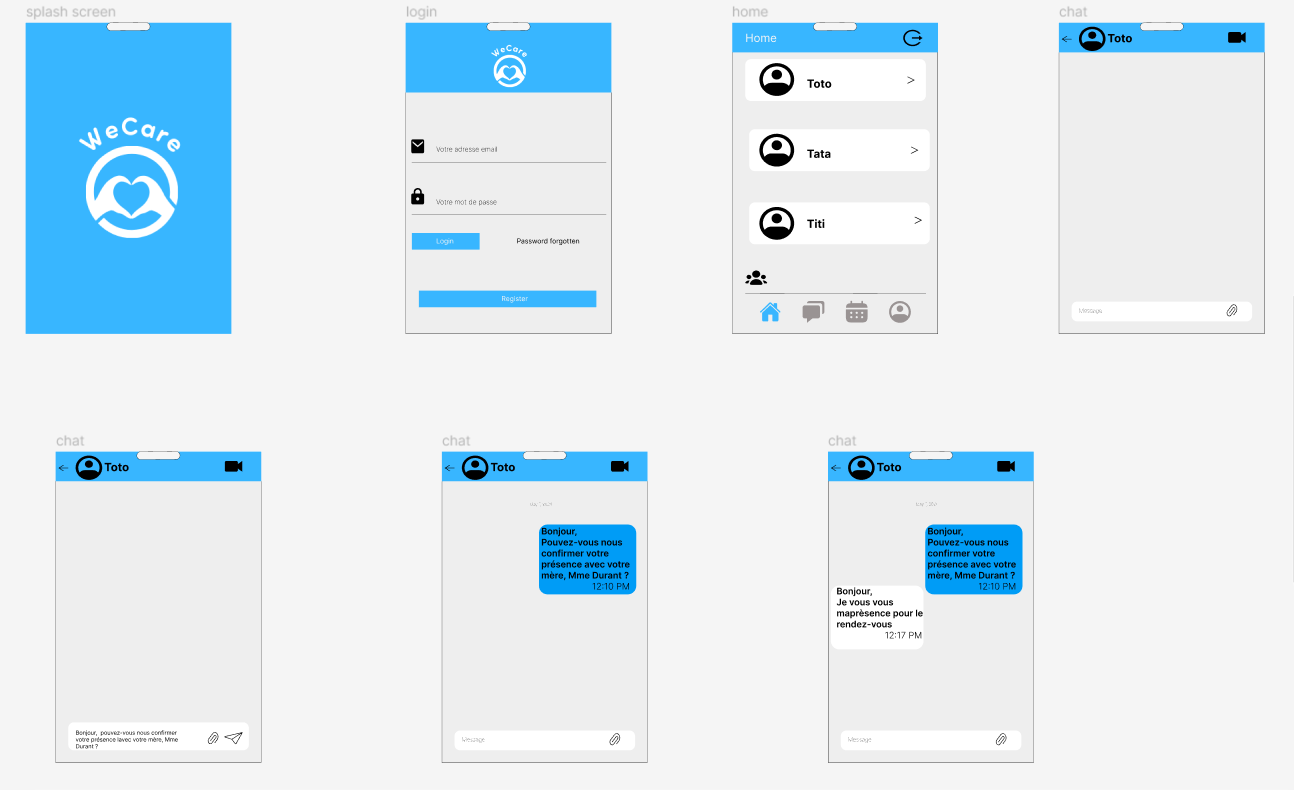 splash screen
WeCare
login
WeCare
Votre adresse email
Votre mot de passe
Login
Password forgotten
Register
home
Home
Toto
>
Tata
>
Titi
>
chat
Toto
Message
chat
Toto
Bonjour, pouvez-vous nous confirmer
votre présence lavec votre mère, Mme
Durant ?
chat
Toto
Bonjour,
Pouvez-vous nous
confirmer votre
présence avec votre
mère, Mme Durant ?
12:10 PM
Message
chat
Toto
Bonjour,
Pouvez-vous nous
confirmer votre
présence avec votre
mère, Mme Durant ?
12:10 PM
Bonjour,
Je vous vous
maprèsence pour le
rendez-vous
12:17 PM
Message